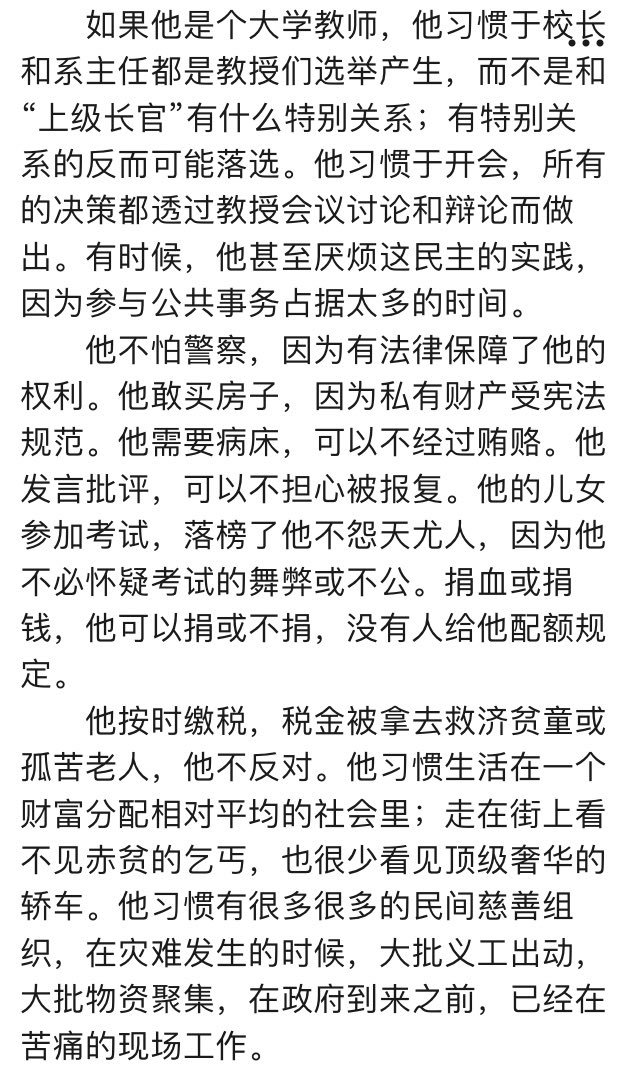 如果他是个大学教师，他习惯于校长
和系主任都是教授们选举产生，而不是和
“上级长官”有什么特别关系；有特别关
系的反而可能落选。他习惯于开会，所有
的决策都透过教授会议讨论和辩论而做
出。有时候，他甚至厌烦这民主的实践，
因为参与公共事务占据太多的时间。
他不怕警察，因为有法律保障了他的
权利。他敢买房子，因为私有财产受宪法
规范。他需要病床，可以不经过贿赂。他
发言批评，可以不担心被报复。他的儿女
参加考试，落榜了他不怨天尤人，因为他
不必怀疑考试的舞弊或不公。捐血或捐
钱，他可以捐或不捐，没有人给他配额规
定。
他按时缴税，税金被拿去救济贫童或
孤苦老人，他不反对。他习惯生活在一个
财富分配相对平均的社会里；走在街上看
不见赤贫的乞丐，也很少看见顶级奢华的
轿车。他习惯有很多很多的民间慈善组
织，在灾难发生的时候，大批义工出动，
大批物资聚集，在政府到来之前，已经在
苦痛的现场工作。